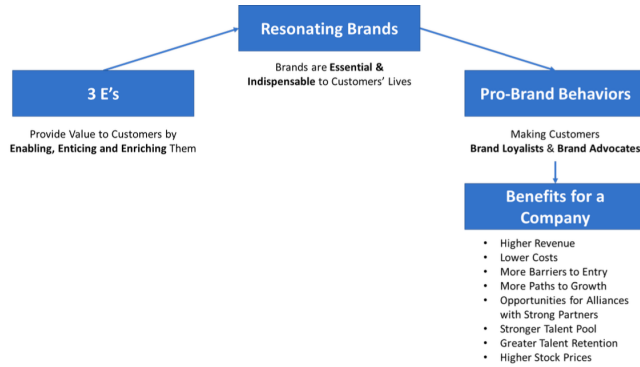 Resonating Brands
Brands are Essential &
Indispensable to Customers' Lives
3 E's
Provide Value to Customers by
Enabling, Enticing and Enriching Them
Pro-Brand Behaviors
Making Customers
Brand Loyalists & Brand Advocates
Benefits for a
Company
• Higher Revenue
• Lower Costs
• More Barriers to Entry
• More Paths to Growth
• Opportunities for Alliances
with Strong Partners
• Stronger Talent Pool
• Greater Talent Retention
• Higher Stock Prices